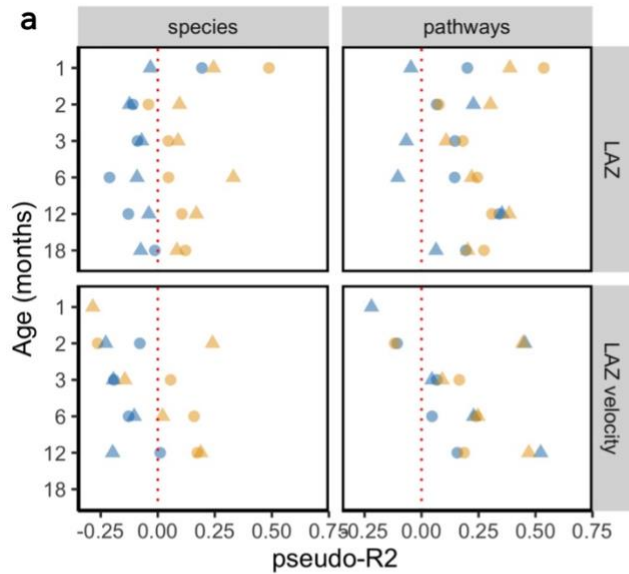 a
species pathways
1
2
3
6
12
18
LAZ
1
2
3
6
12
18
LAZ velocity
Age (months)
-0.25 0.00 0.25 0.50 0.75 -0.25 0.00 0.25 0.50 0.75
pseudo-R2